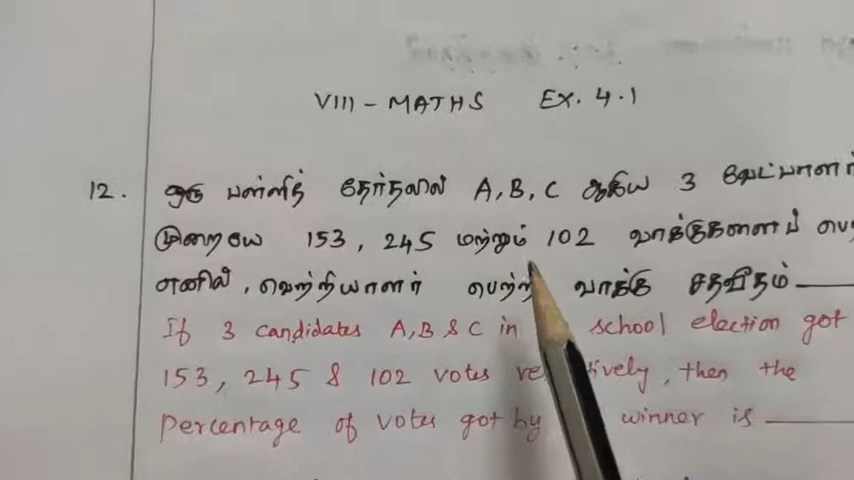 VIII - MATHS EX. 4.1
12. ஒரு பள்ளித் தேர்தலில் A, B, C ஆகிய 3 வேட்பாளர்
முறையே 153, 245 மற்றும் 102 வாக்குகளைப் பெ
எனில், வெற்றியாளர் பெற்ற வாக்கு சதவீதம்
If 3 candidates A, B & C in school election got
153, 245 & 102 votes then the
percentage of votes got by winner is